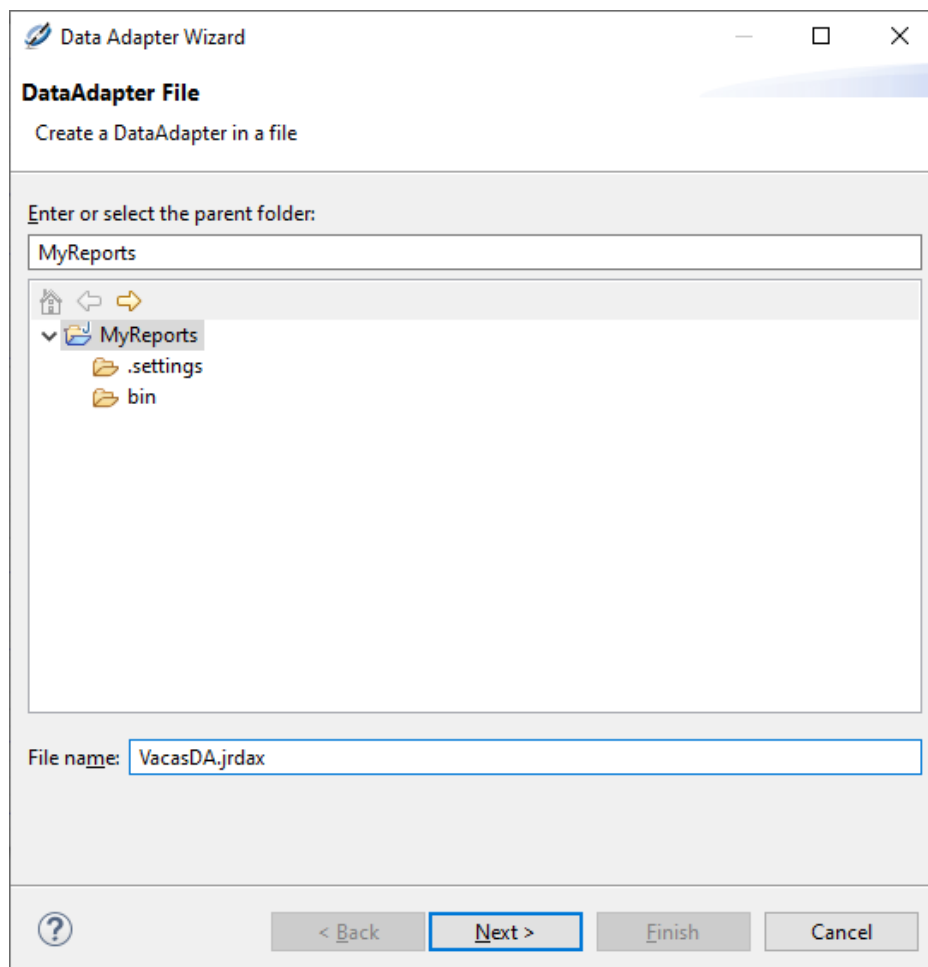 Data Adapter Wizard
DataAdapter File
Create a DataAdapter in a file
Enter or select the parent folder:
MyReports
MyReports
.settings
bin
File name: VacasDA.jrdax
? < Back Next > Finish Cancel